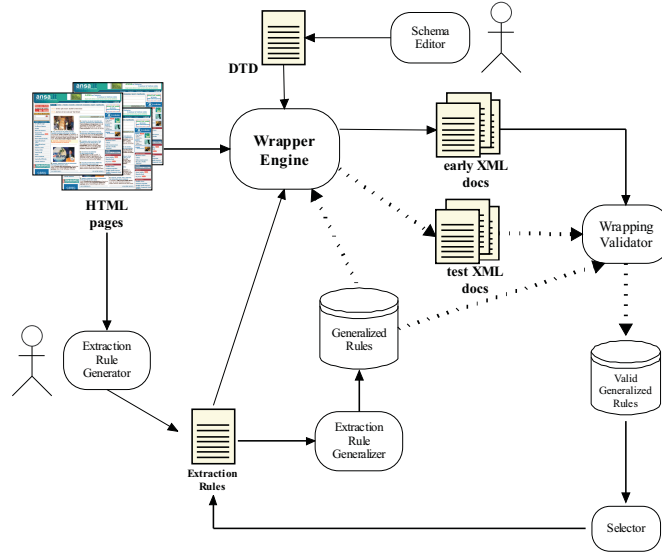 Schema
Editor
DTD
ansa
Wrapper
Engine
early XML
docs
HTML
pages
Wrapping
Validator
test XML
docs
Generalized
Rules
Extraction
Rule
Generator
Valid
Generalized
Rules
Extraction
Rule
Generalizer
Extraction
Rules
Selector